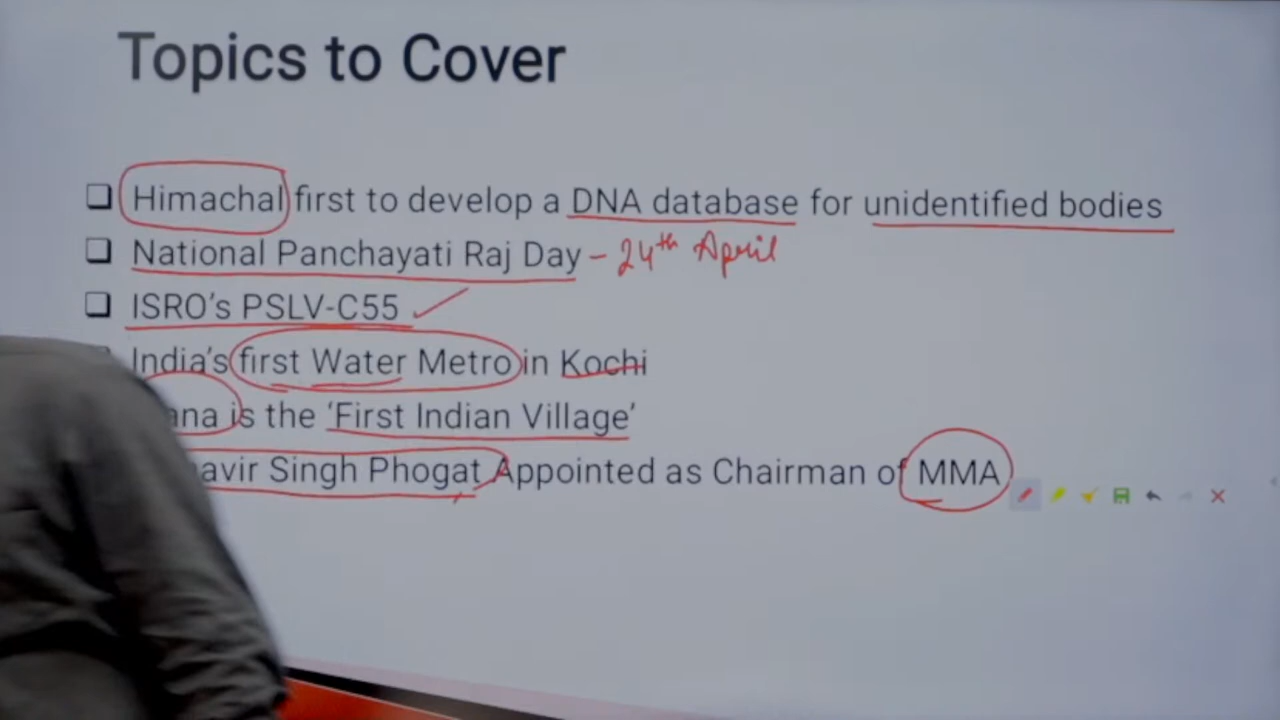 Topics to Cover
Himachal first to develop a DNA database for unidentified bodies
National Panchayati Raj Day - 24th April
ISRO's PSLV-C55
India's first Water Metro in Kochi
is the 'First Indian Village'
Singh Phogat Appointed as Chairman of MMA